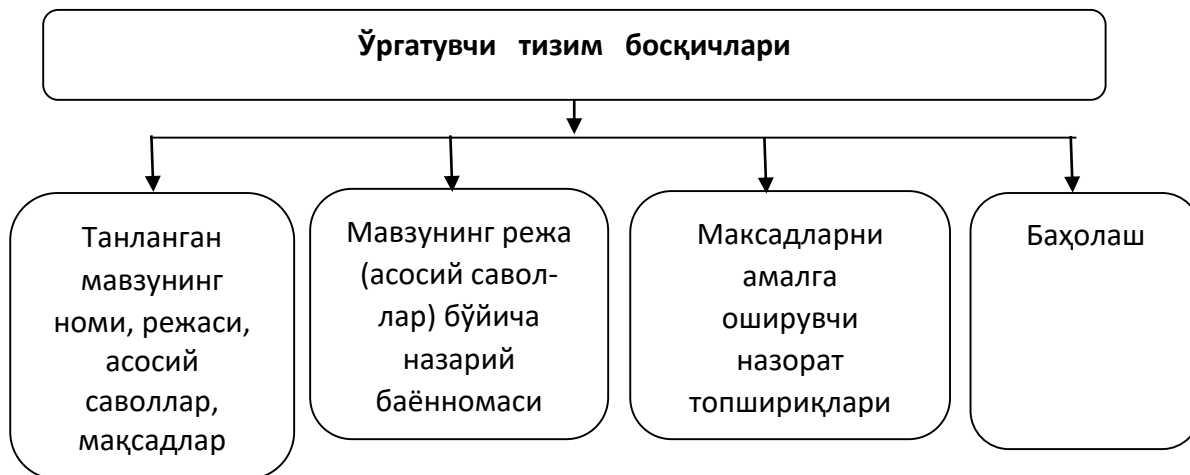 Ўргатувчи тизим босқичлари
Танланган
мавзунинг
номи, режаси,
асосий
саволлар,
мақсадлар
Мавзунинг режа
(асосий савол-
лар) бўйича
назарий
баённомаси
Максадларни
амалга
оширувчи
назорат
топшириқлари
Баҳолаш